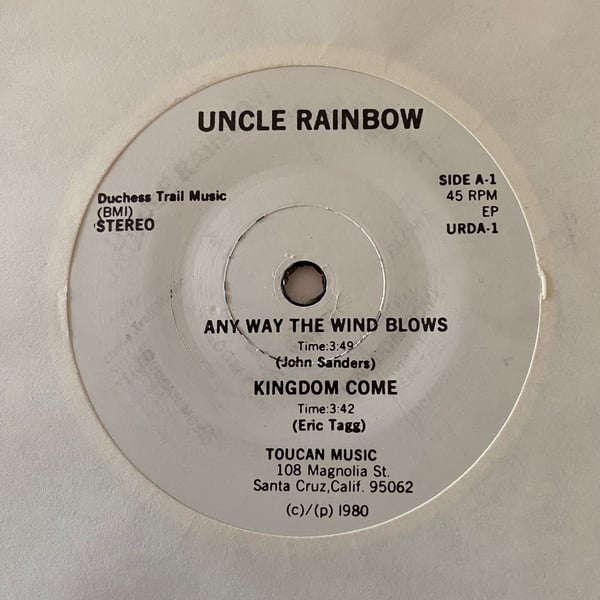 UNCLE RAINBOW
Duchess Trail Music
(BMI)
STEREO
SIDE A-1
45 RPM
EP
URDA-1
ANY WAY THE WIND BLOWS
Time:3:49
(John Sanders)
KINGDOM COME
Time:3:42
(Eric Tagg)
TOUCAN MUSIC
108 Magnolia St.
Santa Cruz,Calif. 95062
(c)/(p) 1980